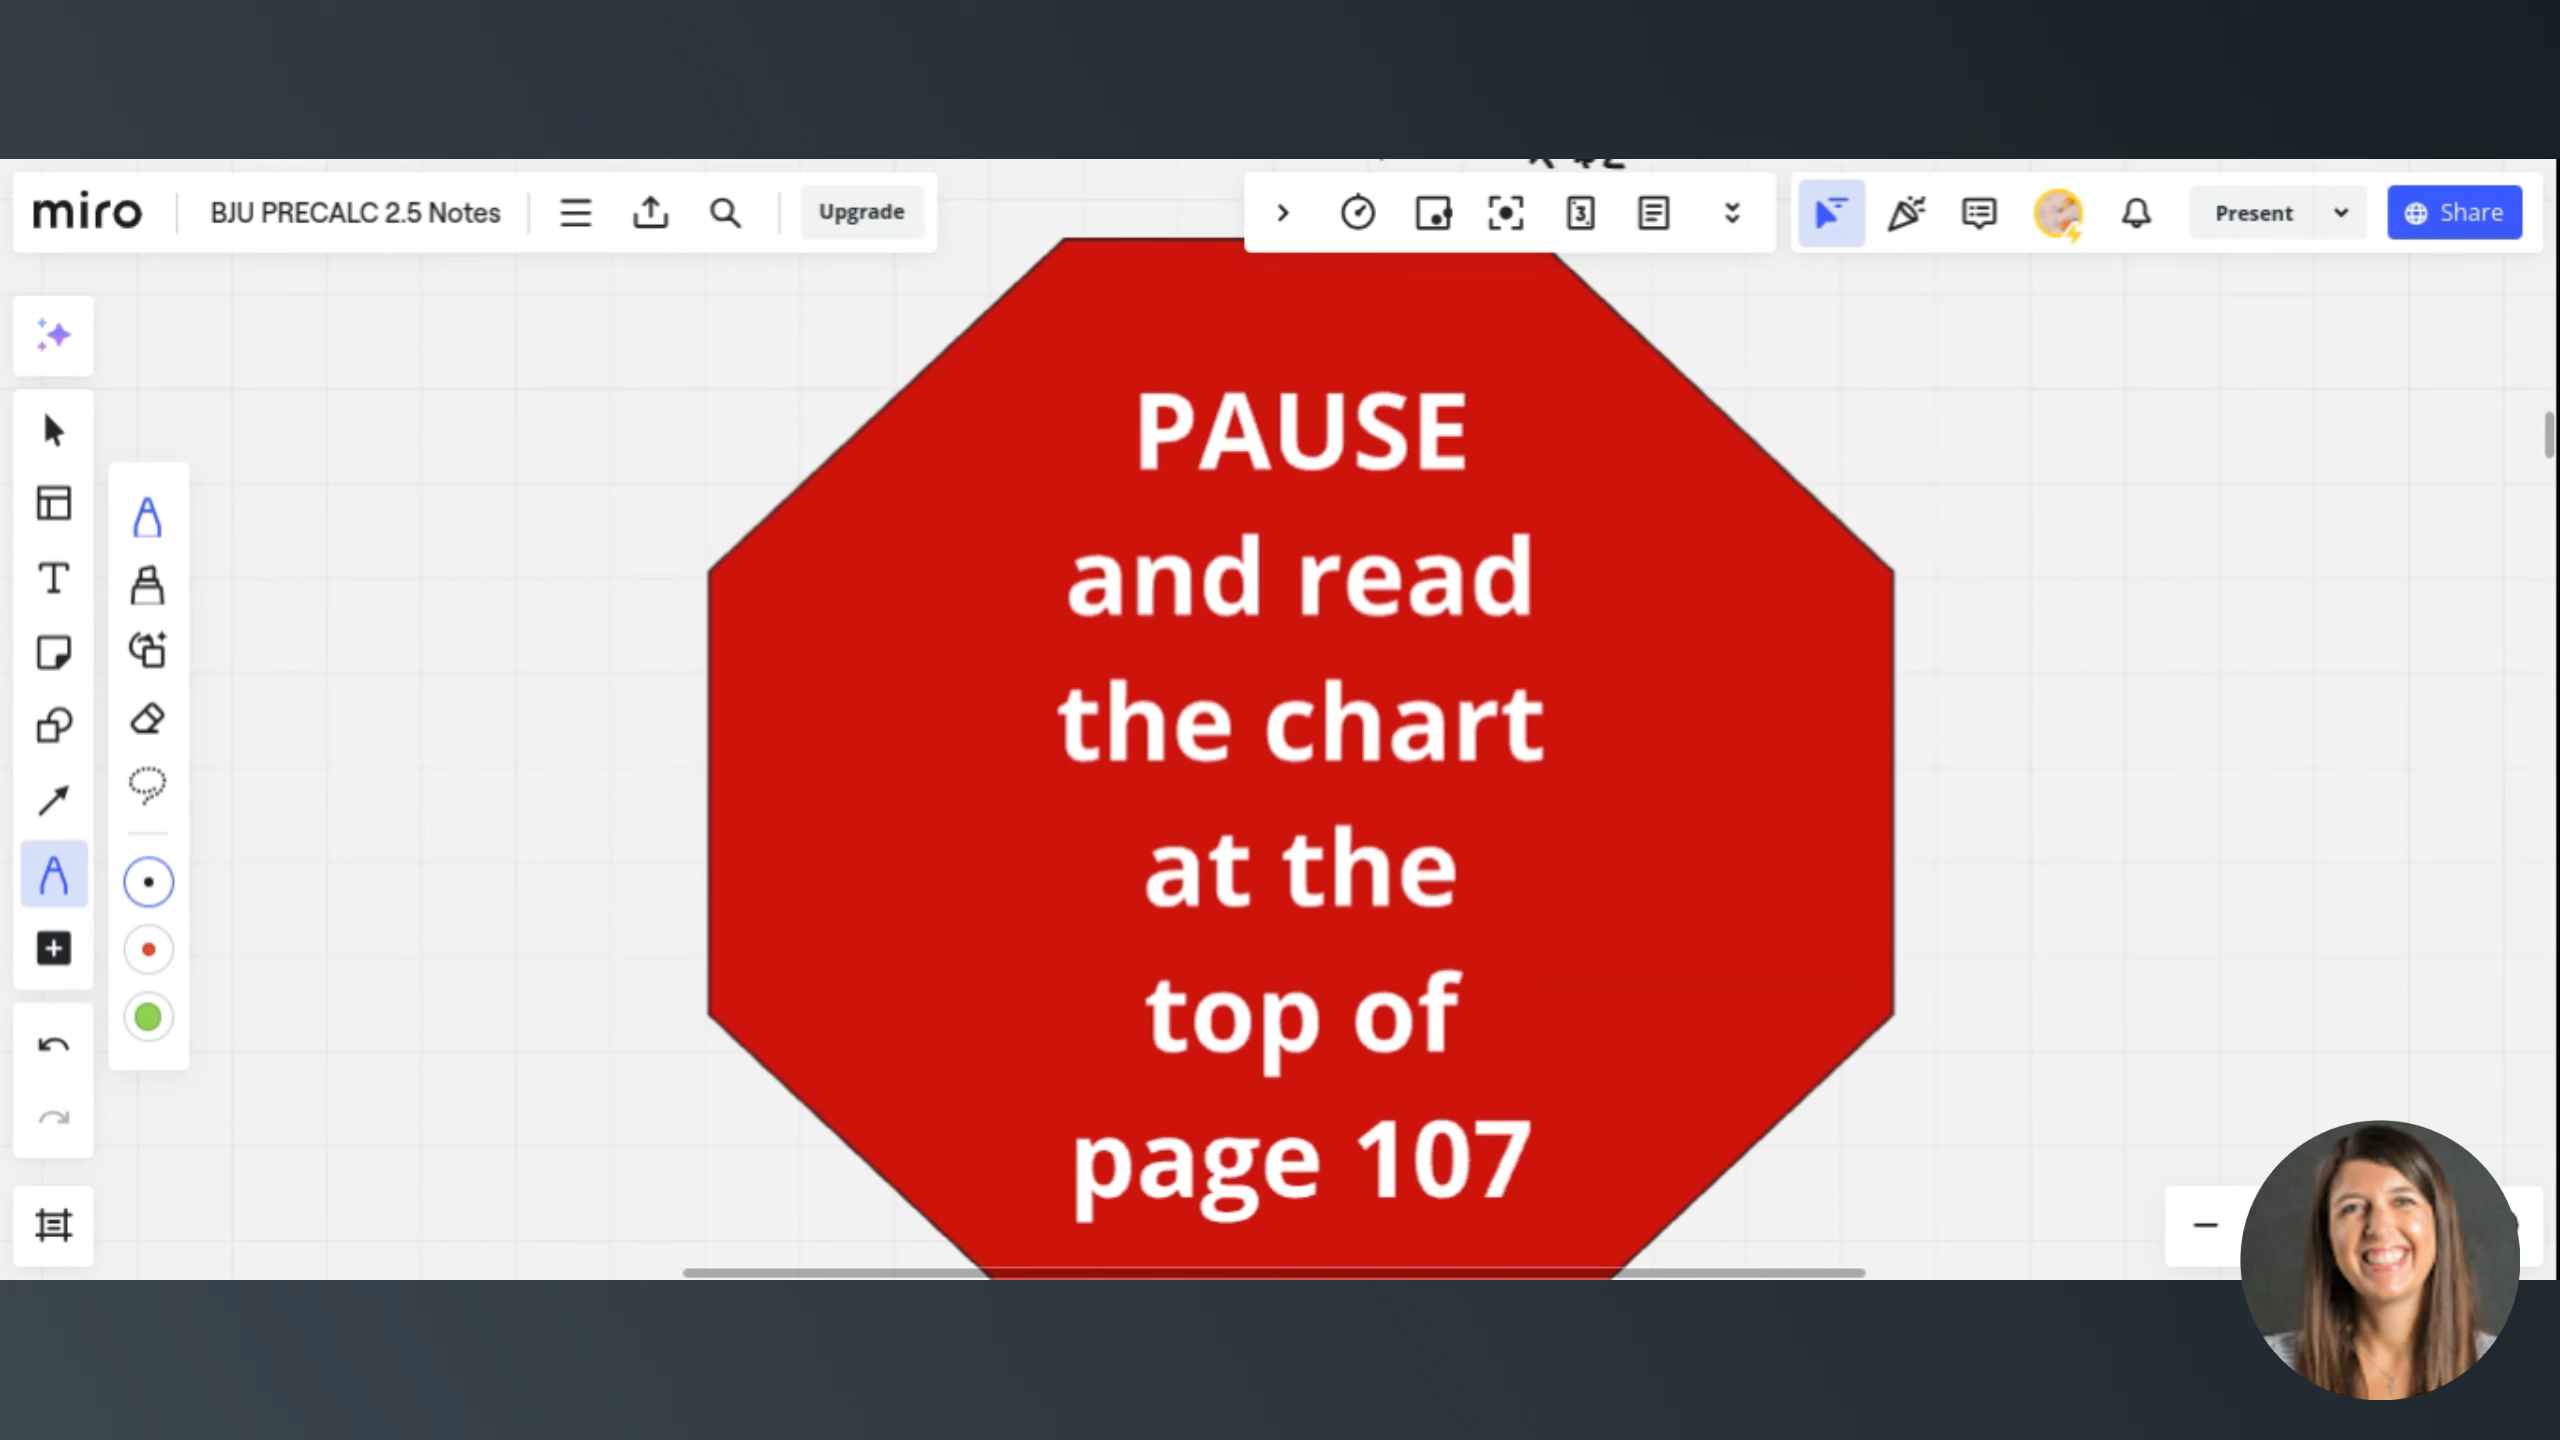 miro
BJU PRECALC 2.5 Notes
Upgrade
3
Present
Share
PAUSE
and read
the chart
at the
top of
page 107